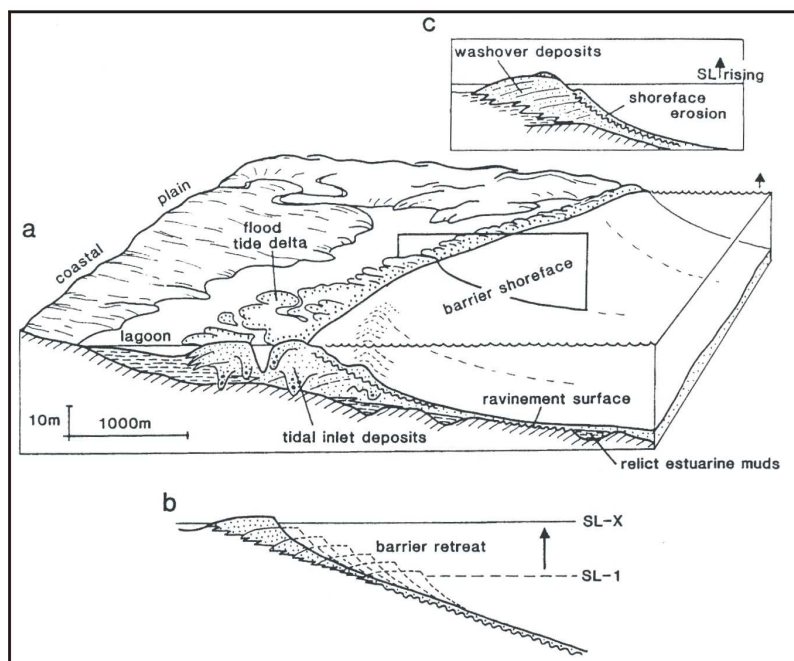 c
washover deposits
SL rising
shoreface
erosion
a
coastal plain
flood
tide delta
barrier shoreface
lagoon
ravinement surface
10m
1000m
tidal inlet deposits
relict estuarine muds
b
SL-X
barrier retreat
SL-1